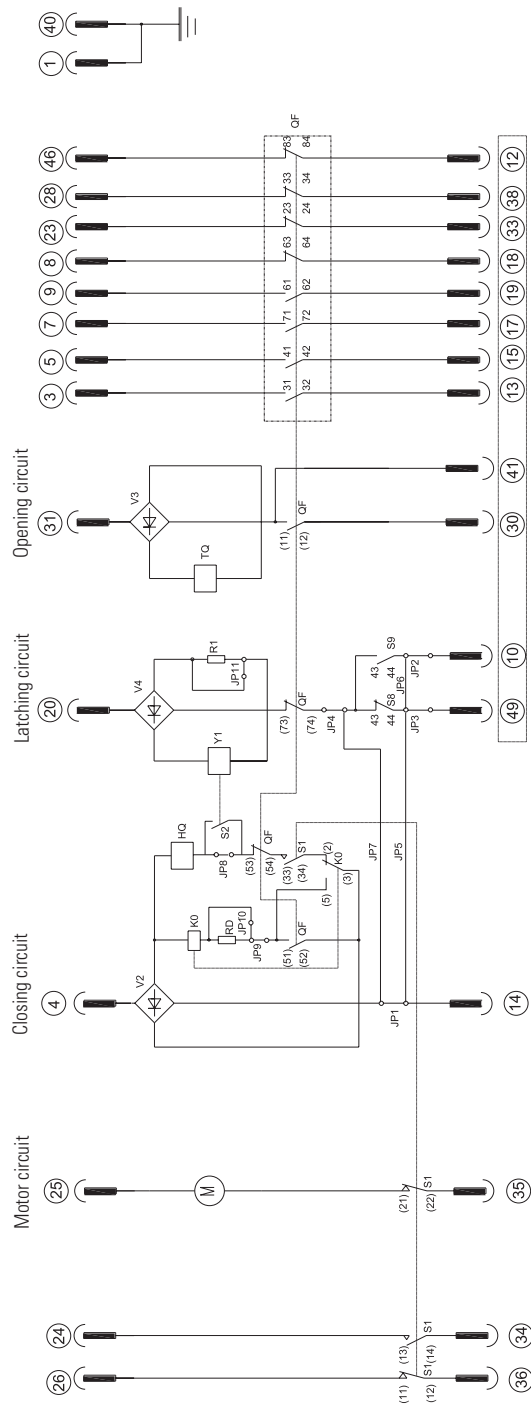 Motor circuit
Closing circuit
Latching circuit
Opening circuit
26
24
25
4
20
31
3
5
7
9
8
23
28
46
1
40
V2
V4
V3
M
K0
HQ
Y1
R1
JP11
TQ
RD
JP10
JP9
JP8
S2
QF
(53)
(54)
(51)
(52)
QF
(33)
(34)
S1
(2)
K0
(3)
(5)
(73)
(74)
QF
JP4
(11)
(12)
QF
31
32
41
42
71
72
61
62
63
64
23
24
33
34
83
84
QF
43
44
S8
43
44
S9
JP6
JP2
JP3
JP7
JP5
JP1
(11)
(12)
S1
(13)
(14)
S1
(21)
(22)
S1
36
34
35
14
49
10
30
41
13
15
17
19
18
33
38
12